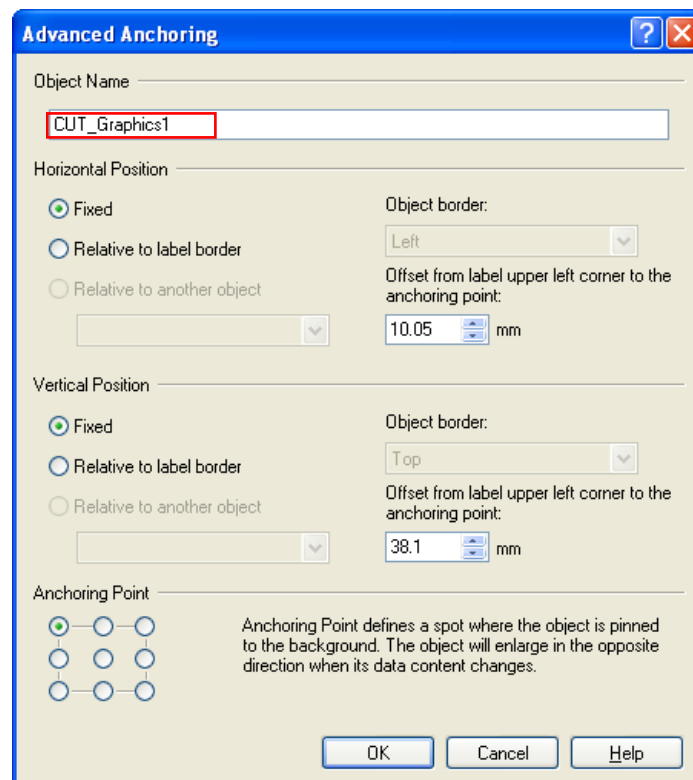 Advanced Anchoring
Object Name
CUT_Graphics1
Horizontal Position
Fixed
Relative to label border
Relative to another object
Object border:
Left
Offset from label upper left corner to the
anchoring point:
10.05 mm
Vertical Position
Fixed
Relative to label border
Relative to another object
Object border:
Top
Offset from label upper left corner to the
anchoring point:
38.1 mm
Anchoring Point
Anchoring Point defines a spot where the object is pinned
to the background. The object will enlarge in the opposite
direction when its data content changes.
OK Cancel Help